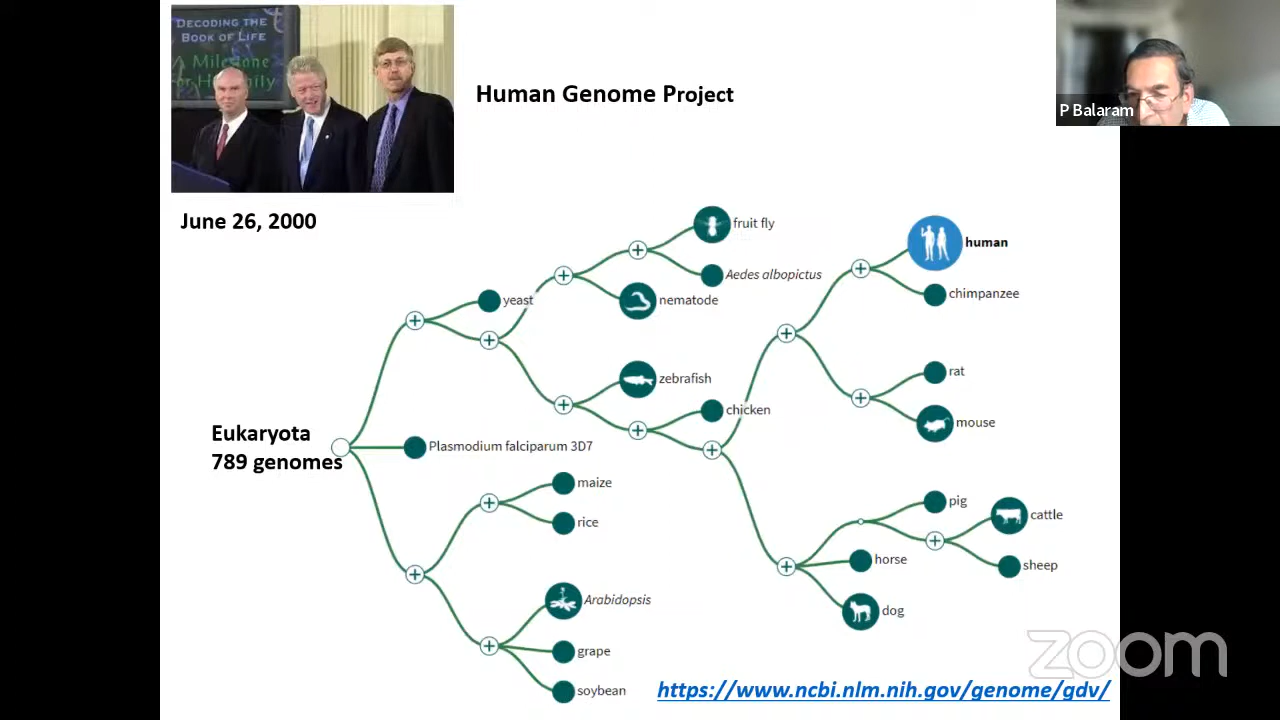 DECODING THE
BOOK OF LIFE
A Milestone
for Humanity
Human Genome Project
P Balaram
June 26, 2000
fruit fly
Aedes albopictus
nematode
yeast
human
chimpanzee
zebrafish
chicken
rat
mouse
Eukaryota
789 genomes
Plasmodium falciparum 3D7
maize
rice
pig
cattle
horse
sheep
dog
Arabidopsis
grape
soybean
zoom
https://www.ncbi.nlm.nih.gov/genome/gdv/